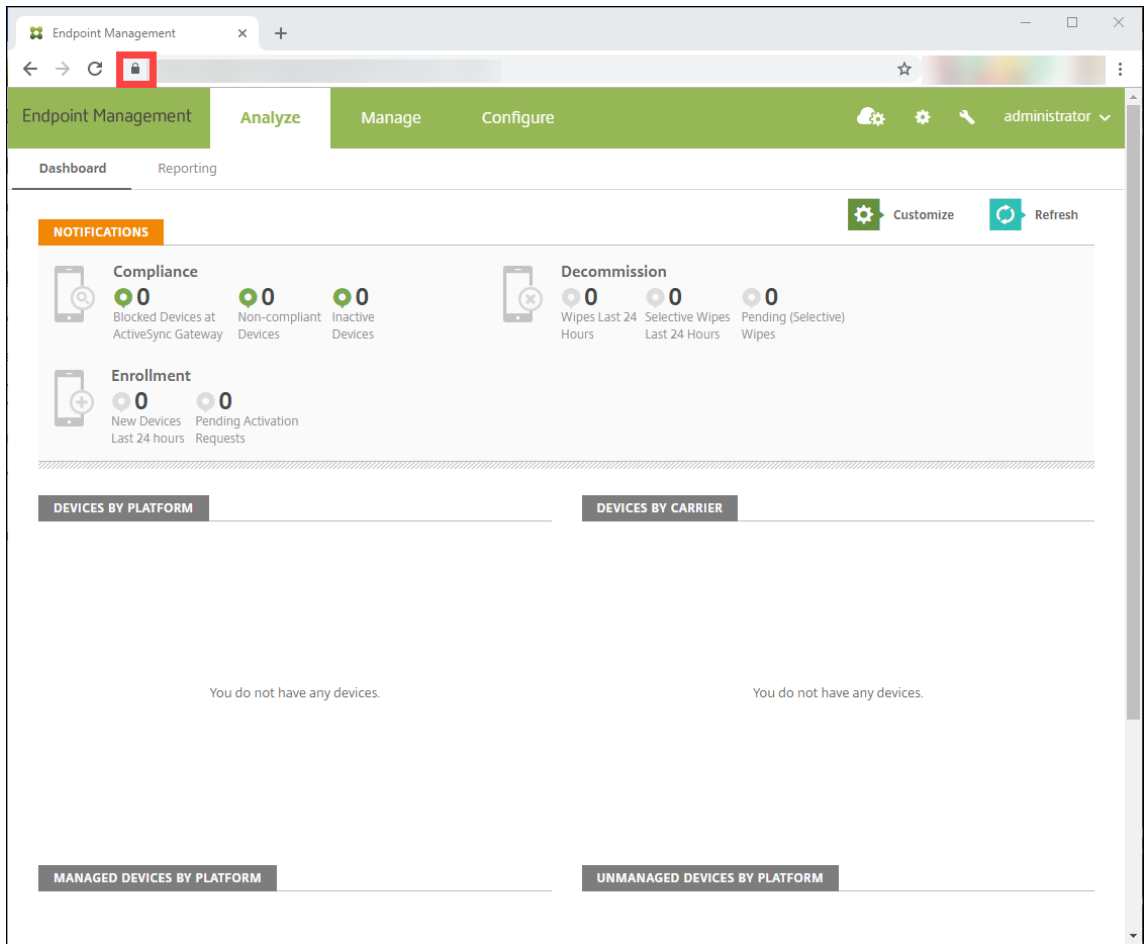 Endpoint Management
Endpoint Management Analyze Manage Configure administrator
Dashboard Reporting
Customize Refresh
NOTIFICATIONS
Compliance
0 0 0
Blocked Devices at Non-compliant Inactive
ActiveSync Gateway Devices Devices
Decommission
0 0 0
Wipes Last 24 Selective Wipes Pending (Selective)
Hours Last 24 Hours Wipes
Enrollment
0 0
New Devices Pending Activation
Last 24 hours Requests
DEVICES BY PLATFORM DEVICES BY CARRIER
You do not have any devices. You do not have any devices.
MANAGED DEVICES BY PLATFORM UNMANAGED DEVICES BY PLATFORM